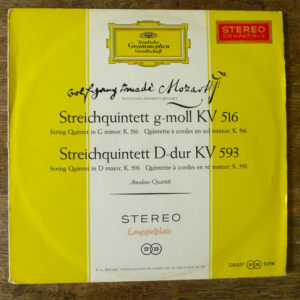 Deutsche
Grammophon
Gesellschaft
STEREO
COMPATIBLE
Wolfgang Amadé Mozart
WOLFGANG AMADEUS MOZART
Streichquintett g-moll KV 516
String Quintet in G minor, K. 516 · Quintette à cordes en sol mineur, K. 516
Streichquintett D-dur KV 593
String Quintet in D major, K. 593 · Quintette à cordes en ré majeur, K. 593
Amadeus-Quartett
STEREO
Langspielplatte
ST 33
138057
SLPM